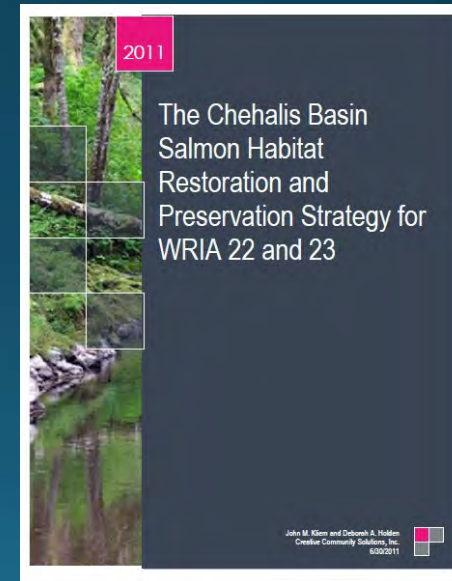 2011
The Chehalis Basin
Salmon Habitat
Restoration and
Preservation Strategy for
WRIA 22 and 23
John M. Kliem and Deborah A. Holden
Creative Community Solutions, Inc.
6/30/2011